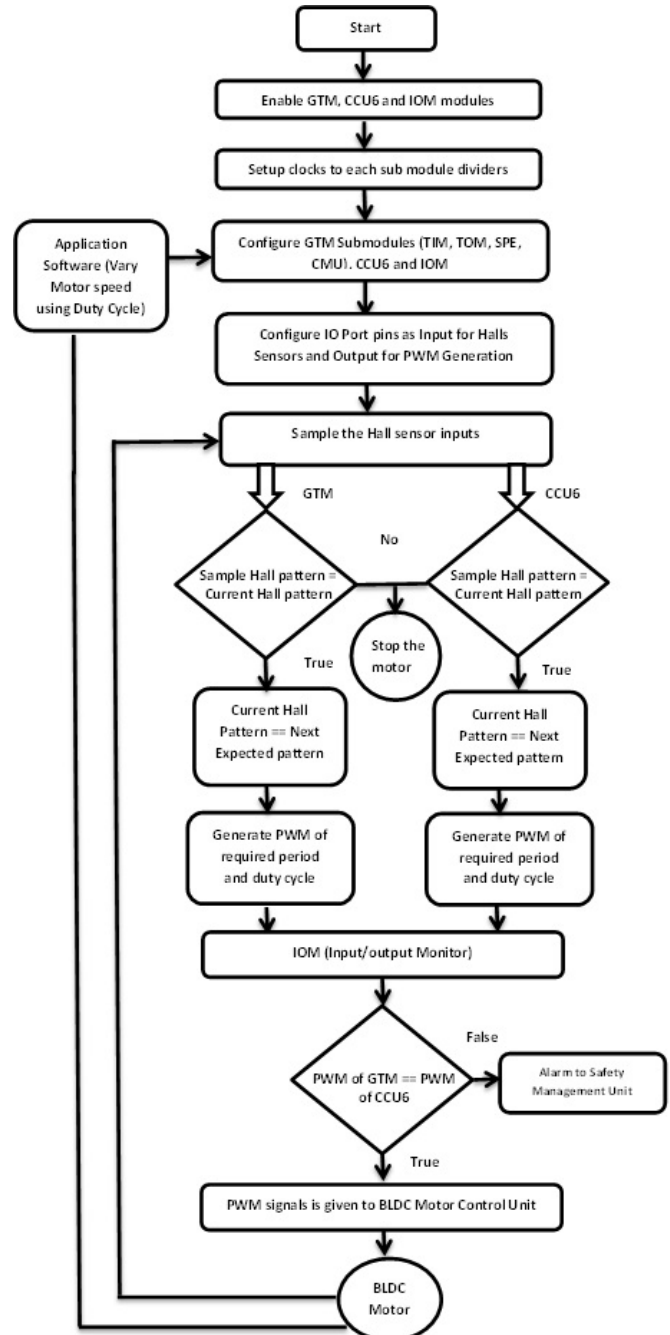 Start
Enable GTM, CCU6 and IOM modules
Setup clocks to each sub module dividers
Application
Software (Vary
Motor speed
using Duty Cycle)
Configure GTM Submodules (TIM, TOM, SPE,
CMU). CCU6 and IOM
Configure IO Port pins as Input for Halls
Sensors and Output for PWM Generation
Sample the Hall sensor inputs
GTM
CCU6
No
Sample Hall pattern =
Current Hall pattern
Sample Hall pattern =
Current Hall pattern
Stop the
motor
True
True
Current Hall
Pattern == Next
Expected pattern
Current Hall
Pattern == Next
Expected pattern
Generate PWM of
required period
and duty cycle
Generate PWM of
required period
and duty cycle
IOM (Input/output Monitor)
False
PWM of GTM == PWM
of CCU6
Alarm to Safety
Management Unit
True
PWM signals is given to BLDC Motor Control Unit
BLDC
Motor